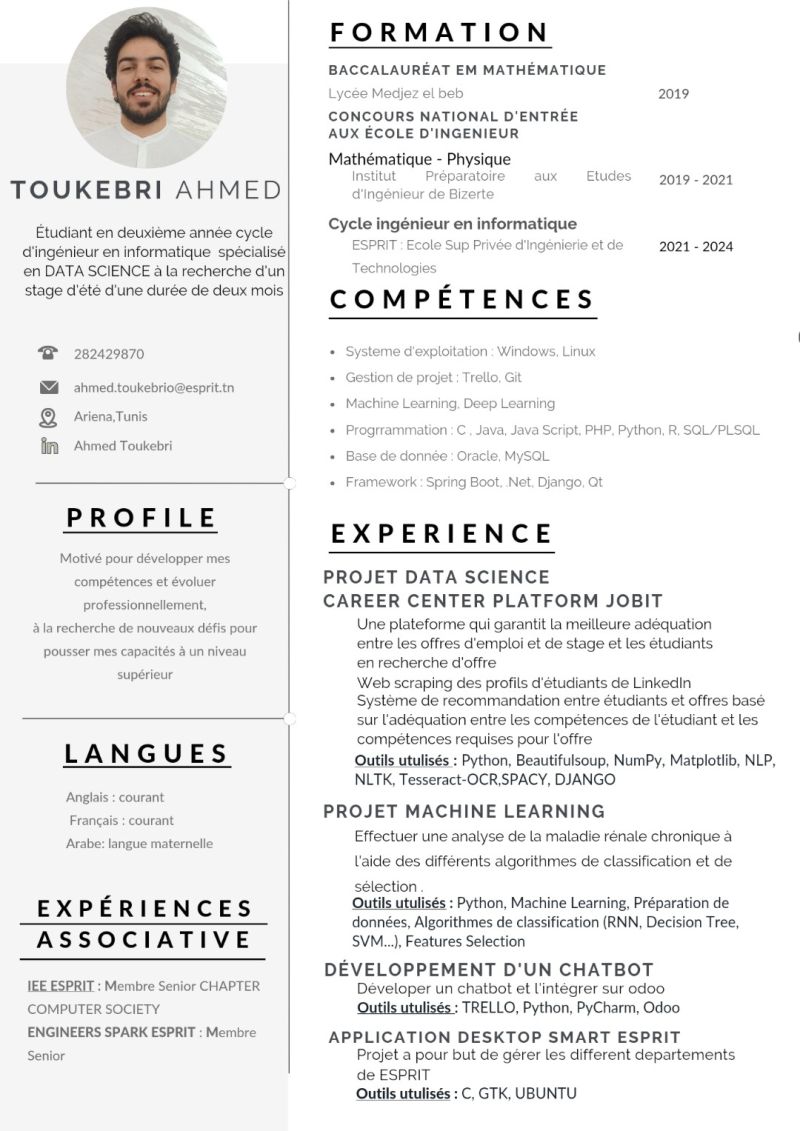 TOUKEBRI AHMED
Étudiant en deuxième année cycle
d'ingénieur en informatique spécialisé
en DATA SCIENCE à la recherche d'un
stage d'été d'une durée de deux mois
282429870
ahmed.toukebrio@esprit.tn
Ariena,Tunis
Ahmed Toukebri
PROFILE
Motivé pour développer mes
compétences et évoluer
professionnellement,
à la recherche de nouveaux défis pour
pousser mes capacités à un niveau
supérieur
LANGUES
Anglais : courant
Français : courant
Arabe: langue maternelle
EXPÉRIENCES
ASSOCIATIVE
IEE ESPRIT : Membre Senior CHAPTER
COMPUTER SOCIETY
ENGINEERS SPARK ESPRIT : Membre
Senior
FORMATION
BACCALAURÉAT EM MATHÉMATIQUE
Lycée Medjez el beb 2019
CONCOURS NATIONAL D'ENTRÉE
AUX ÉCOLE D'INGENIEUR
Mathématique - Physique
Institut Préparatoire aux Etudes
d'Ingénieur de Bizerte 2019 - 2021
Cycle ingénieur en informatique
ESPRIT : Ecole Sup Privée d'Ingénierie et de 2021 - 2024
Technologies
COMPÉTENCES
• Systeme d'exploitation : Windows, Linux
• Gestion de projet : Trello, Git
• Machine Learning, Deep Learning
• Progrrammation : C , Java, Java Script, PHP, Python, R, SQL/PLSQL
• Base de donnée : Oracle, MySQL
• Framework : Spring Boot, .Net, Django, Qt
EXPERIENCE
PROJET DATA SCIENCE
CAREER CENTER PLATFORM JOBIT
Une plateforme qui garantit la meilleure adéquation
entre les offres d'emploi et de stage et les étudiants
en recherche d'offre
Web scraping des profils d'étudiants de LinkedIn
Système de recommandation entre étudiants et offres basé
sur l'adéquation entre les compétences de l'étudiant et les
compétences requises pour l'offre
Outils utulisés : Python, Beautifulsoup, NumPy, Matplotlib, NLP,
NLTK, Tesseract-OCR,SPACY, DJANGO
PROJET MACHINE LEARNING
Effectuer une analyse de la maladie rénale chronique à
l'aide des différents algorithmes de classification et de
sélection .
Outils utulisés : Python, Machine Learning, Préparation de
données, Algorithmes de classification (RNN, Decision Tree,
SVM...), Features Selection
DÉVELOPPEMENT D'UN CHATBOT
Déveloper un chatbot et l'intégrer sur odoo
Outils utulisés : TRELLO, Python, PyCharm, Odoo
APPLICATION DESKTOP SMART ESPRIT
Projet a pour but de gérer les different departements
de ESPRIT
Outils utulisés : C, GTK, UBUNTU